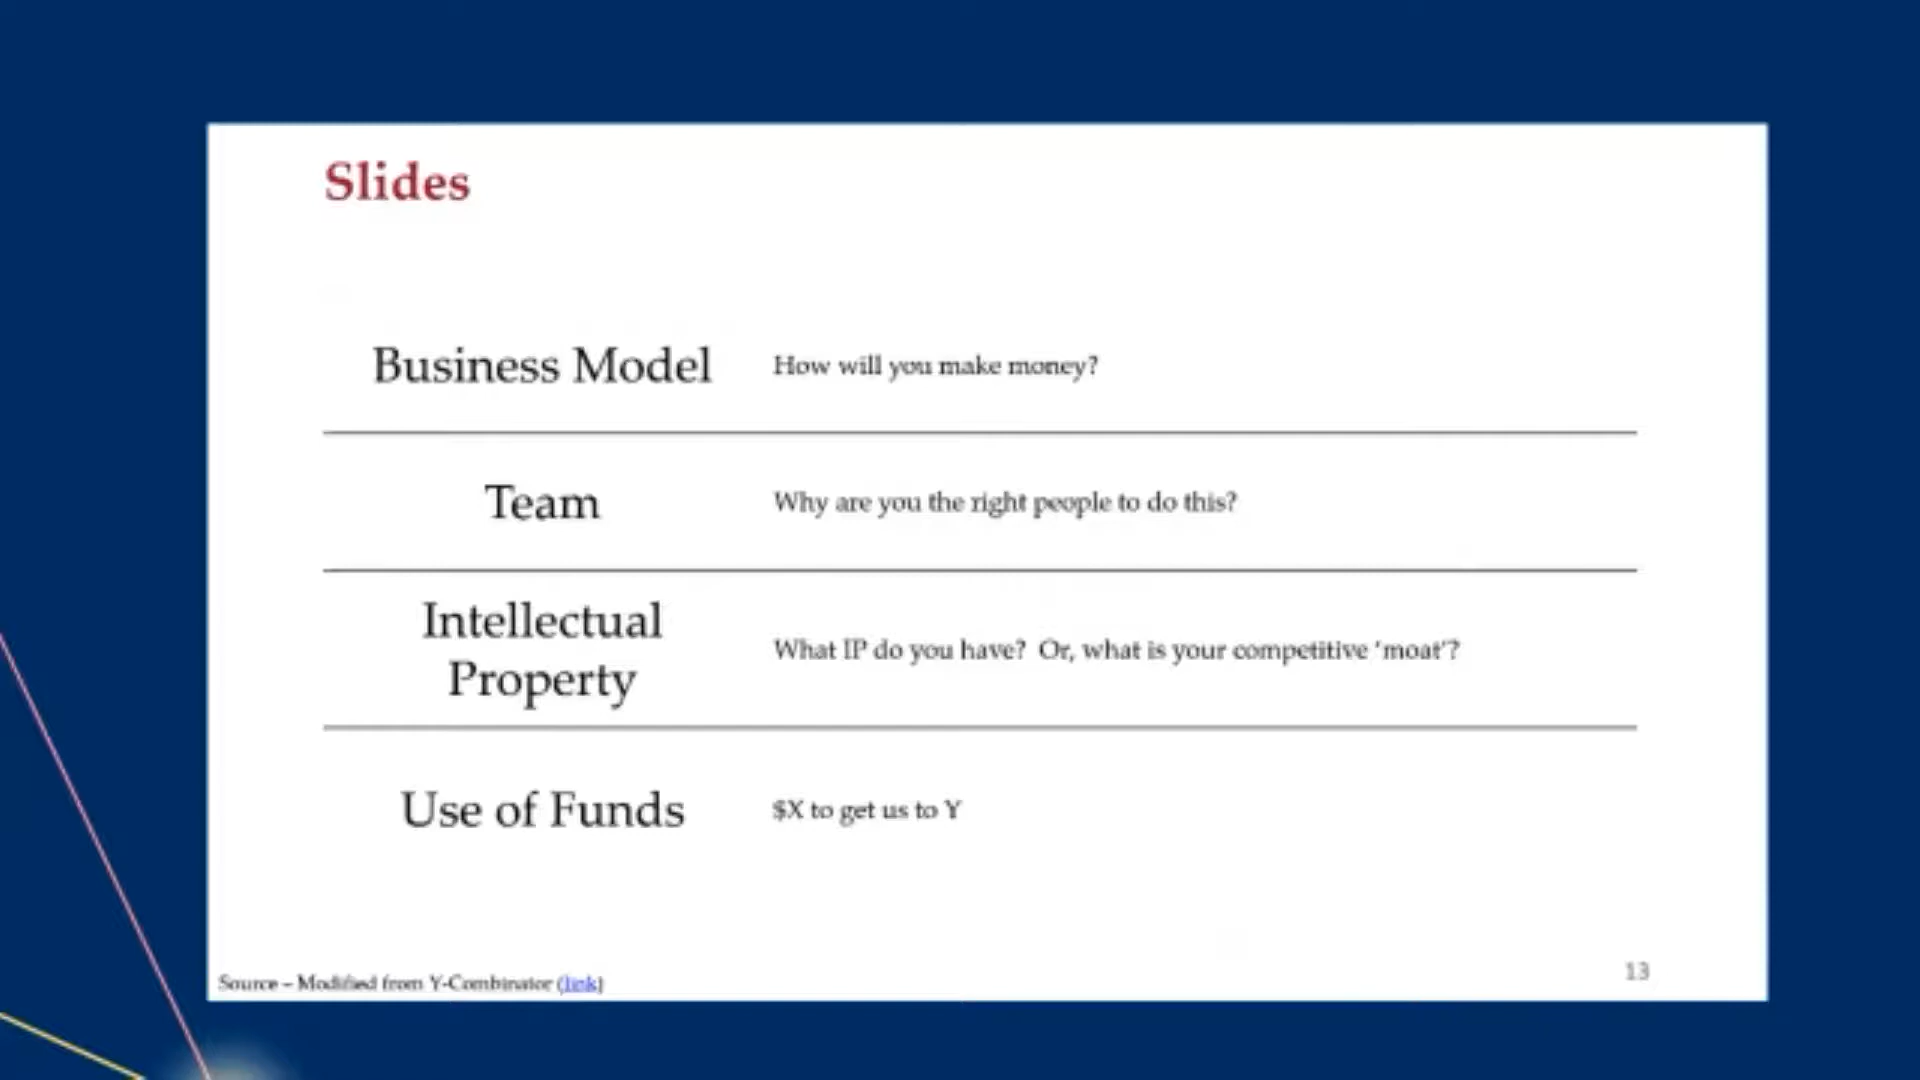 Slides
Business Model
How will you make money?
Team
Why are you the right people to do this?
Intellectual
Property
What IP do you have? Or, what is your competitive ‘moat’?
Use of Funds
$X to get us to Y
Source – Modified from Y-Combinator (link)
13